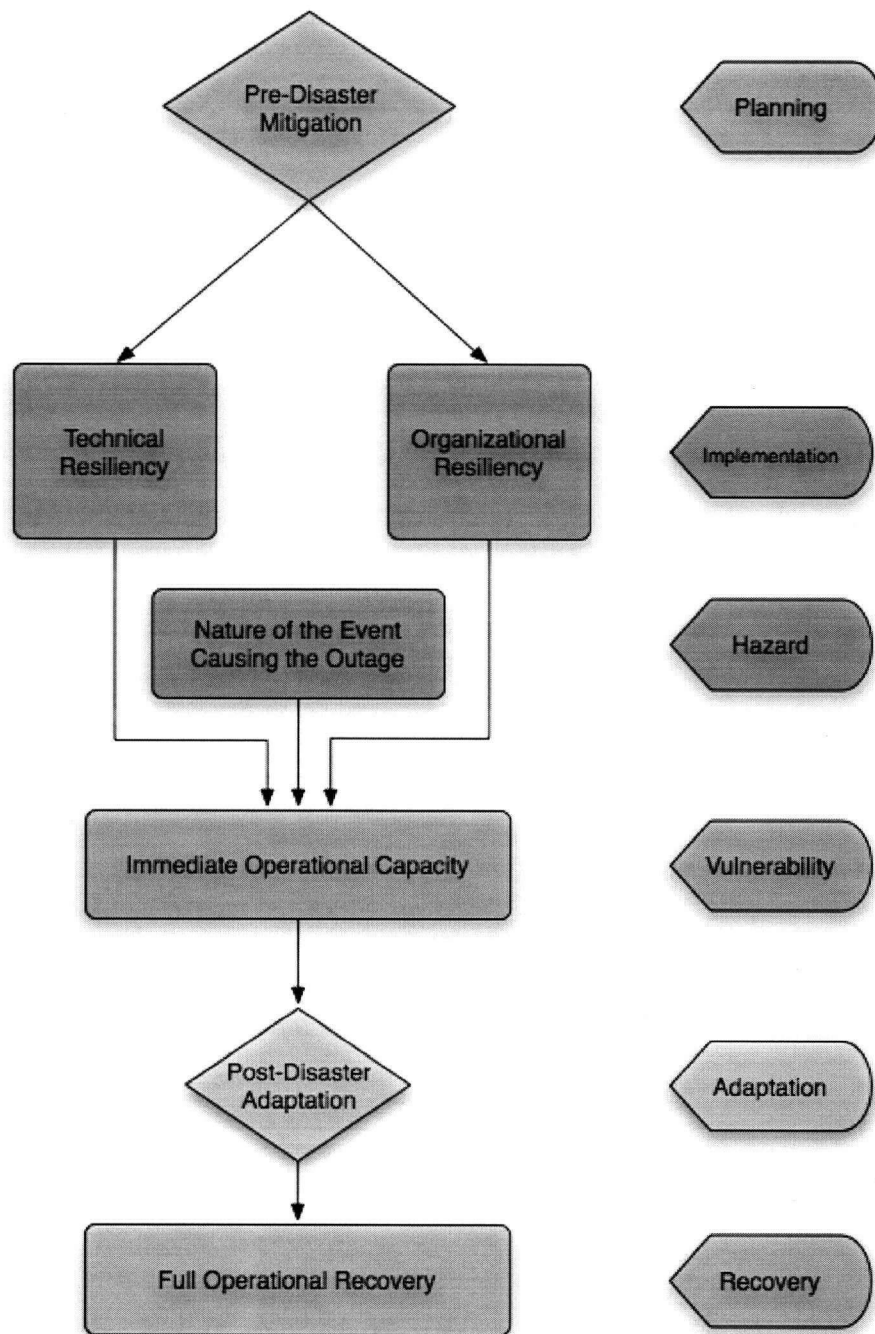 Pre-Disaster
Mitigation
Planning
Technical
Resiliency
Organizational
Resiliency
Implementation
Nature of the Event
Causing the Outage
Hazard
Immediate Operational Capacity
Vulnerability
Post-Disaster
Adaptation
Adaptation
Full Operational Recovery
Recovery